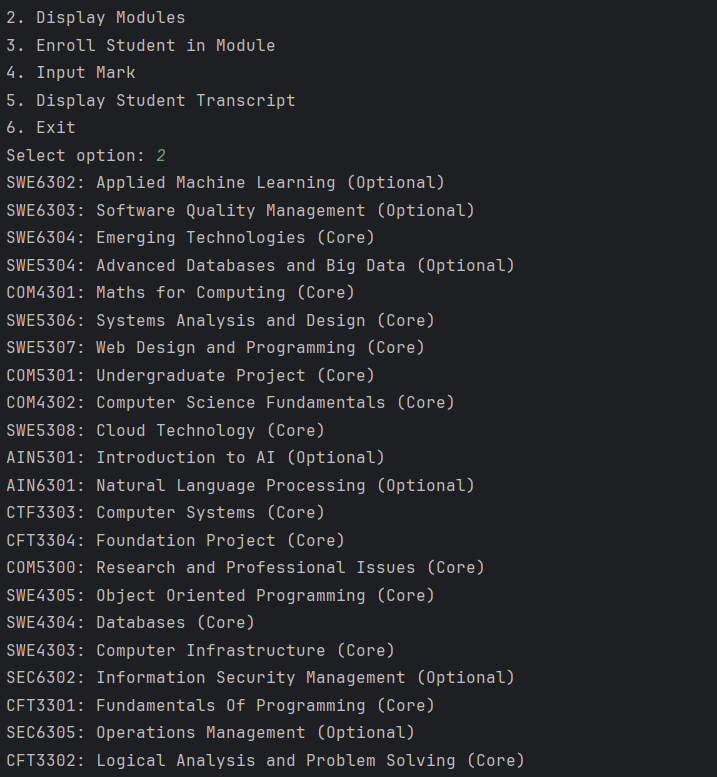 2. Display Modules
3. Enroll Student in Module
4. Input Mark
5. Display Student Transcript
6. Exit
Select option: 2
SWE6302: Applied Machine Learning (Optional)
SWE6303: Software Quality Management (Optional)
SWE6304: Emerging Technologies (Core)
SWE5304: Advanced Databases and Big Data (Optional)
COM4301: Maths for Computing (Core)
SWE5306: Systems Analysis and Design (Core)
SWE5307: Web Design and Programming (Core)
COM5301: Undergraduate Project (Core)
COM4302: Computer Science Fundamentals (Core)
SWE5308: Cloud Technology (Core)
AIN5301: Introduction to AI (Optional)
AIN6301: Natural Language Processing (Optional)
CTF3303: Computer Systems (Core)
CFT3304: Foundation Project (Core)
COM5300: Research and Professional Issues (Core)
SWE4305: Object Oriented Programming (Core)
SWE4304: Databases (Core)
SWE4303: Computer Infrastructure (Core)
SEC6302: Information Security Management (Optional)
CFT3301: Fundamentals Of Programming (Core)
SEC6305: Operations Management (Optional)
CFT3302: Logical Analysis and Problem Solving (Core)